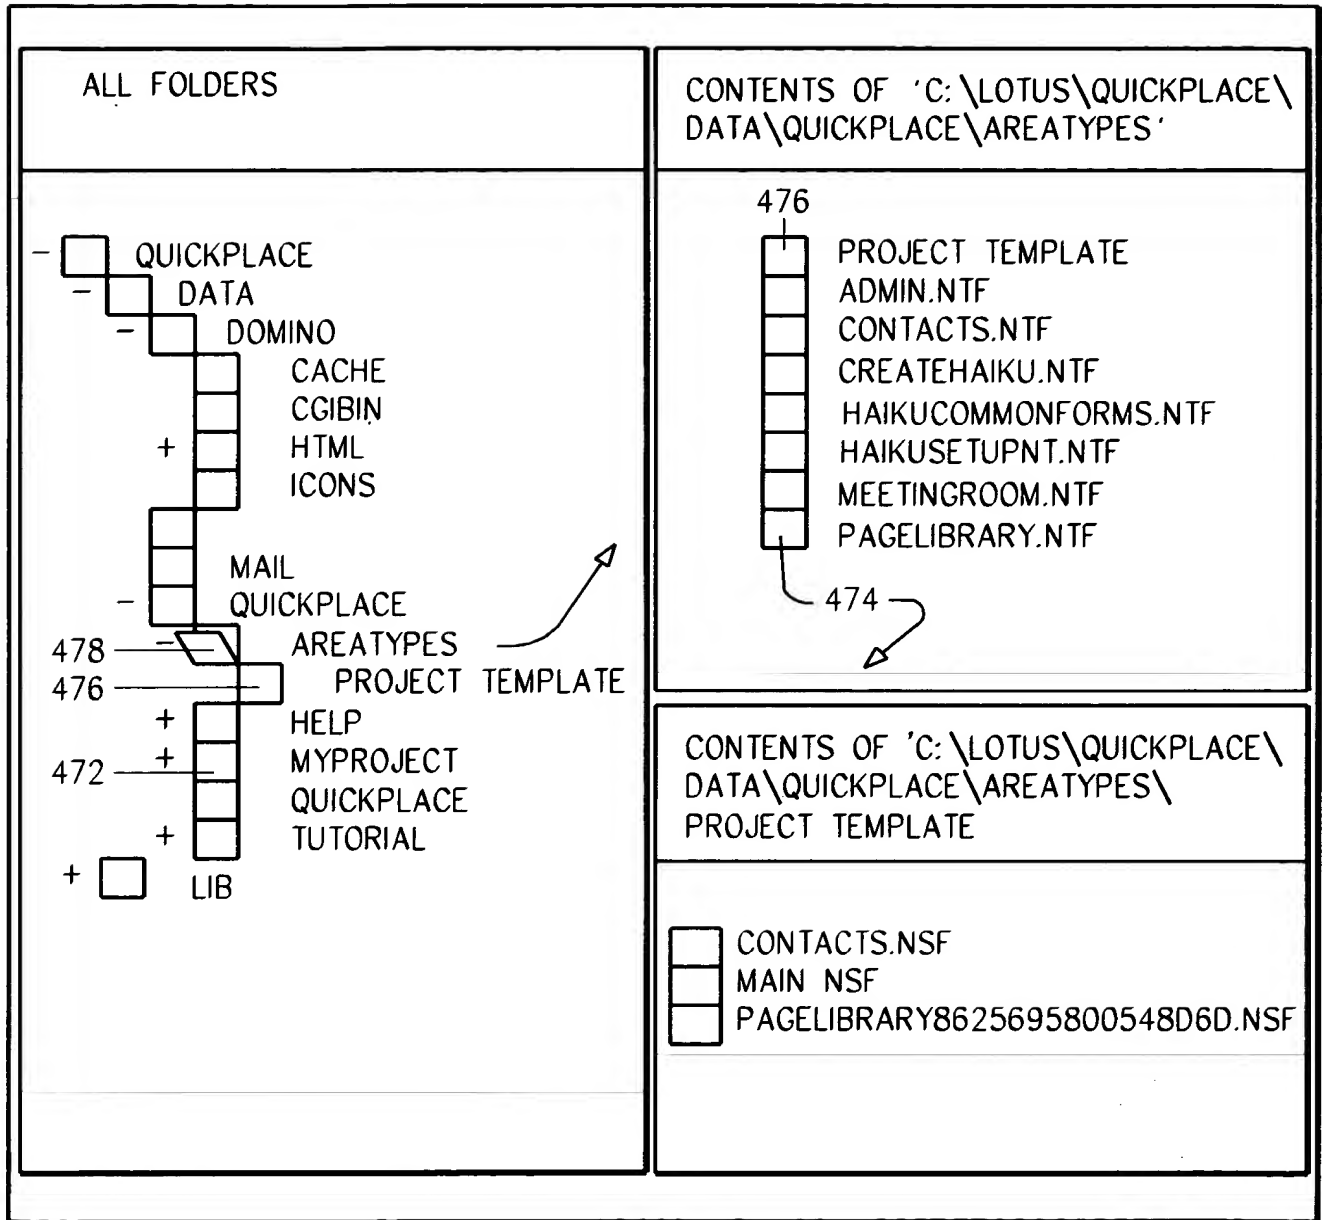 ALL FOLDERS
- QUICKPLACE
- DATA
- DOMINO
CACHE
CGIBIN
+ HTML
ICONS
MAIL
- QUICKPLACE
478 - AREATYPES
476 PROJECT TEMPLATE
+ HELP
472 + MYPROJECT
QUICKPLACE
+ TUTORIAL
+ LIB
CONTENTS OF 'C:\LOTUS\QUICKPLACE\
DATA\QUICKPLACE\AREATYPES'
476
PROJECT TEMPLATE
ADMIN.NTF
CONTACTS.NTF
CREATEHAIKU.NTF
HAIKUCOMMONFORMS.NTF
HAIKUSETUPNT.NTF
MEETINGROOM.NTF
PAGELIBRARY.NTF
474
CONTENTS OF 'C:\LOTUS\QUICKPLACE\
DATA\QUICKPLACE\AREATYPES\
PROJECT TEMPLATE
CONTACTS.NSF
MAIN NSF
PAGELIBRARY8625695800548D6D.NSF